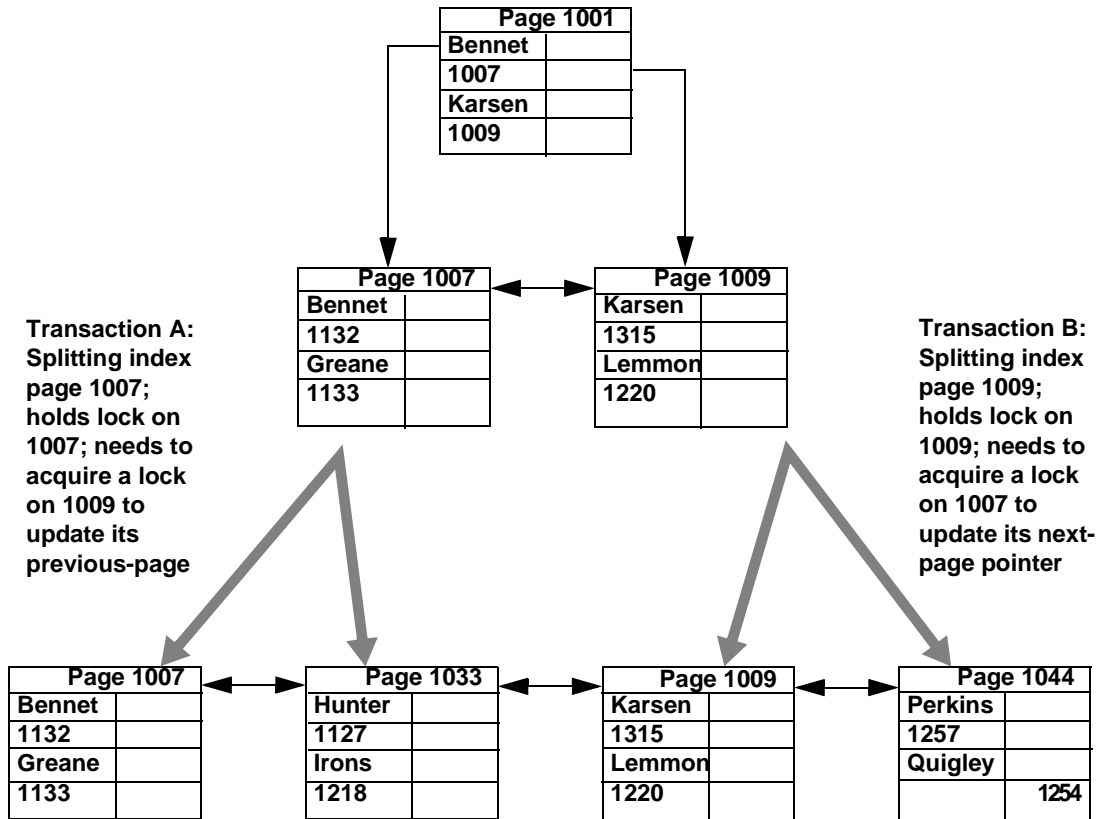 Page 1001
Bennet
1007
Karsen
1009
Page 1007
Bennet
1132
Greane
1133
Page 1009
Karsen
1315
Lemmon
1220
Transaction A:
Splitting index
page 1007;
holds lock on
1007; needs to
acquire a lock
on 1009 to
update its
previous-page
Transaction B:
Splitting index
page 1009;
holds lock on
1009; needs to
acquire a lock
on 1007 to
update its next-
page pointer
Page 1007
Bennet
1132
Greane
1133
Page 1033
Hunter
1127
Irons
1218
Page 1009
Karsen
1315
Lemmon
1220
Page 1044
Perkins
1257
Quigley
1254